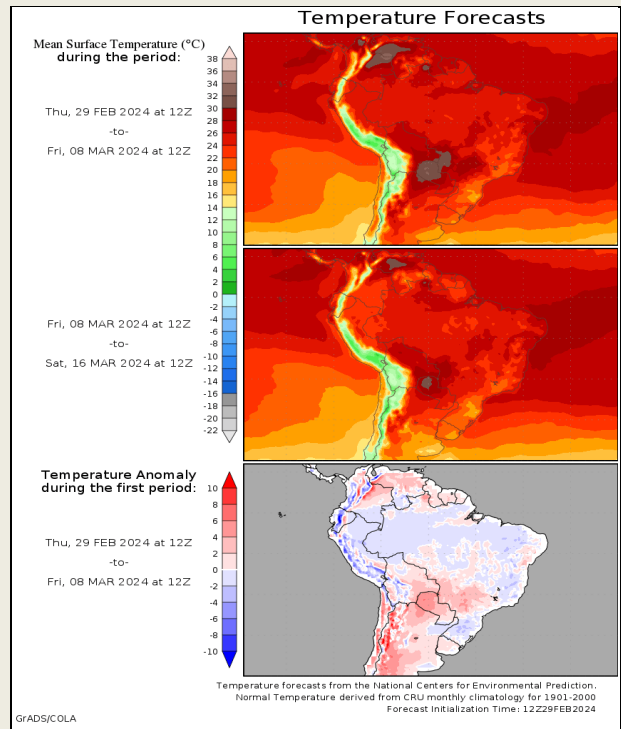 Temperature Forecasts
Mean Surface Temperature (°C)
during the period:
Thu, 29 FEB 2024 at 12Z
-to-
Fri, 08 MAR 2024 at 12Z
38
36
34
32
30
28
26
24
22
20
18
16
14
12
10
8
6
4
2
0
-2
-4
-6
-8
-10
-12
-14
-16
-18
-20
-22
Fri, 08 MAR 2024 at 12Z
-to-
Sat, 16 MAR 2024 at 12Z
Temperature Anomaly
during the first period:
Thu, 29 FEB 2024 at 12Z
-to-
Fri, 08 MAR 2024 at 12Z
10
8
6
4
2
0
-2
-4
-6
-8
-10
Temperature forecasts from the National Centers for Environmental Prediction.
Normal Temperature derived from CRU monthly climatology for 1901-2000
Forecast Initialization Time: 12Z29FEB2024
GrADS/COLA